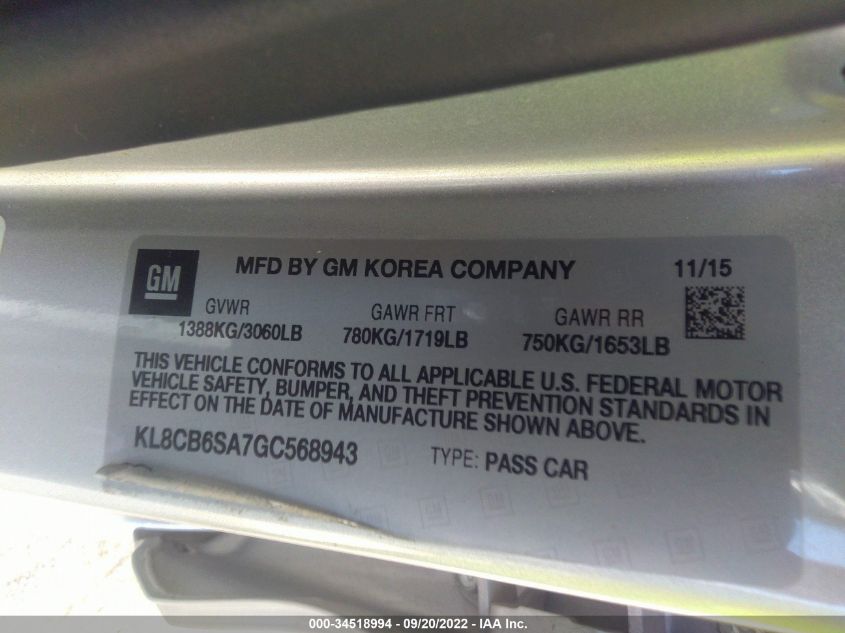 GM
MFD BY GM KOREA COMPANY 11/15
GVWR GAWR FRT GAWR RR
1388KG/3060LB 780KG/1719LB 750KG/1653LB
THIS VEHICLE CONFORMS TO ALL APPLICABLE U.S. FEDERAL MOTOR
VEHICLE SAFETY, BUMPER, AND THEFT PREVENTION STANDARDS IN
EFFECT ON THE DATE OF MANUFACTURE SHOWN ABOVE.
KL8CB6SA7GC568943 TYPE: PASS CAR
000-34518994 - 09/20/2022 - IAA Inc.